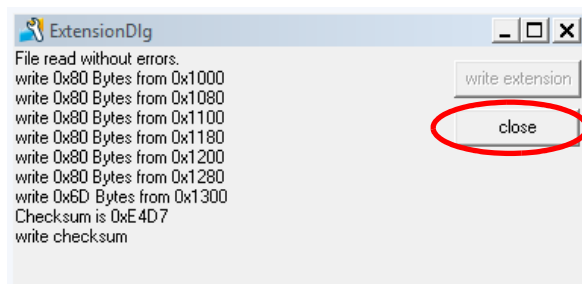 ExtensionDlg
File read without errors.
write 0x80 Bytes from 0x1000
write 0x80 Bytes from 0x1080
write 0x80 Bytes from 0x1100
write 0x80 Bytes from 0x1180
write 0x80 Bytes from 0x1200
write 0x80 Bytes from 0x1280
write 0x6D Bytes from 0x1300
Checksum is 0xE4D7
write checksum
write extension
close